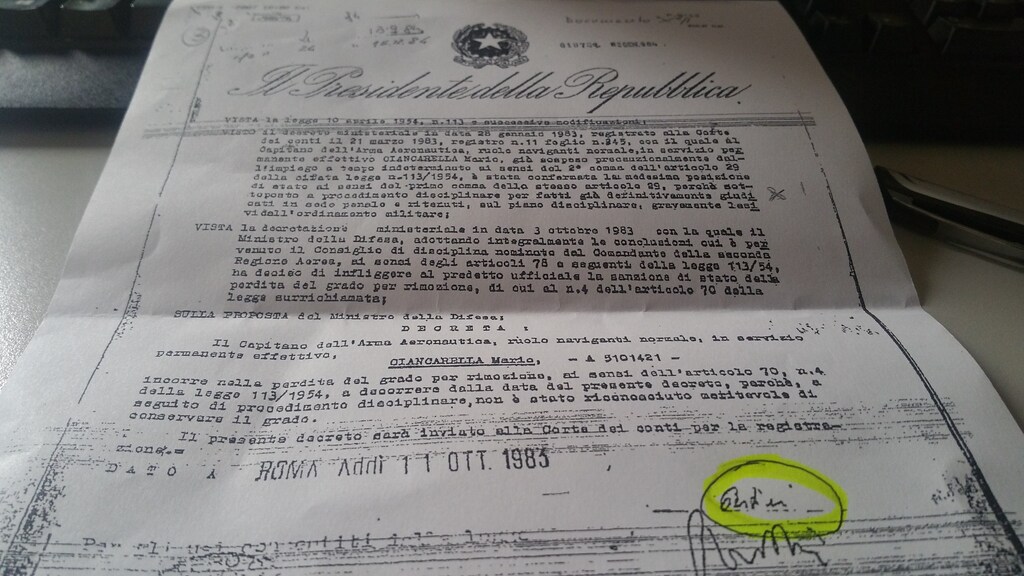 Documento
Il Presidente della Repubblica
VISTA la legge 10 aprile 1954, n.113 e successive modificazioni;
VISTO il decreto ministeriale in data 28 gennaio 1983, registrato alla Corte
dei conti il 21 marzo 1983, registro n.11 foglio n.245, con il quale al
Capitano dell'Arma Aeronautica, ruolo naviganti normale, in servizio per
manente effettivo CIANCARELLA Mario, già sospeso precauzionalmente dal-
l'impiego a tempo indeterminato ai sensi del 2° comma dell'articolo 29
della citata legge n.113/1954, è stata confermata la medesima posizione
di stato ai sensi del primo comma dello stesso articolo 29, perchè sot-
toposto a procedimento disciplinare per fatti già definitivamente giudi
cati in sede penale e ritenuti, sul piano disciplinare, gravemente lesi
vi dell'ordinamento militare;
VISTA la decretazione ministeriale in data 3 ottobre 1983 con la quale il
Ministro della Difesa, adottando integralmente le conclusioni cui è per
venuto il Consiglio di disciplina nominato dal Comandante della seconda
Regione Aerea, ai sensi degli articoli 78 e seguenti della legge 113/54,
ha deciso di infliggere al predetto ufficiale la sanzione di stato della
perdita del grado per rimozione, di cui al n.4 dell'articolo 70 della
legge surrichiamata;
SULLA PROPOSTA del Ministro della Difesa;
D E C R E T A :
Il Capitano dell'Arma Aeronautica, ruolo naviganti normale, in servizio
permanente effettivo, CIANCARELLA Mario, - A 5101421 -
incorre nella perdita del grado per rimozione, ai sensi dell'articolo 70, n.4
della legge 113/1954, a decorrere dalla data del presente decreto, perchè, a
seguito di procedimento disciplinare, non è stato riconosciuto meritevole di
conservare il grado.
Il presente decreto sarà inviato alla Corte dei conti per la registra-
zione.=
D A T O A ROMA Addì 11 OTT. 1983